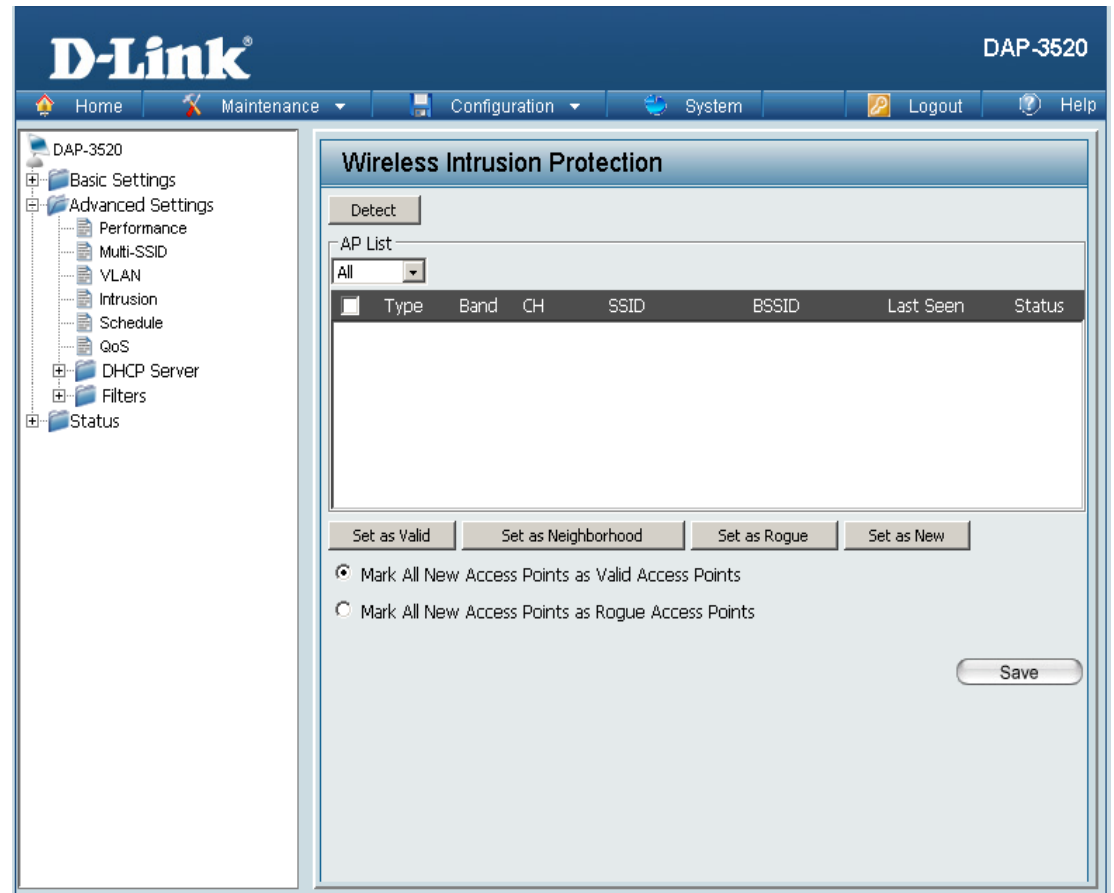 D-Link®
DAP-3520
Home Maintenance Configuration System Logout Help
DAP-3520
Basic Settings
Advanced Settings
Performance
Multi-SSID
VLAN
Intrusion
Schedule
QoS
DHCP Server
Filters
Status
Wireless Intrusion Protection
Detect
AP List
All
Type Band CH SSID BSSID Last Seen Status
Set as Valid Set as Neighborhood Set as Rogue Set as New
Mark All New Access Points as Valid Access Points
Mark All New Access Points as Rogue Access Points
Save